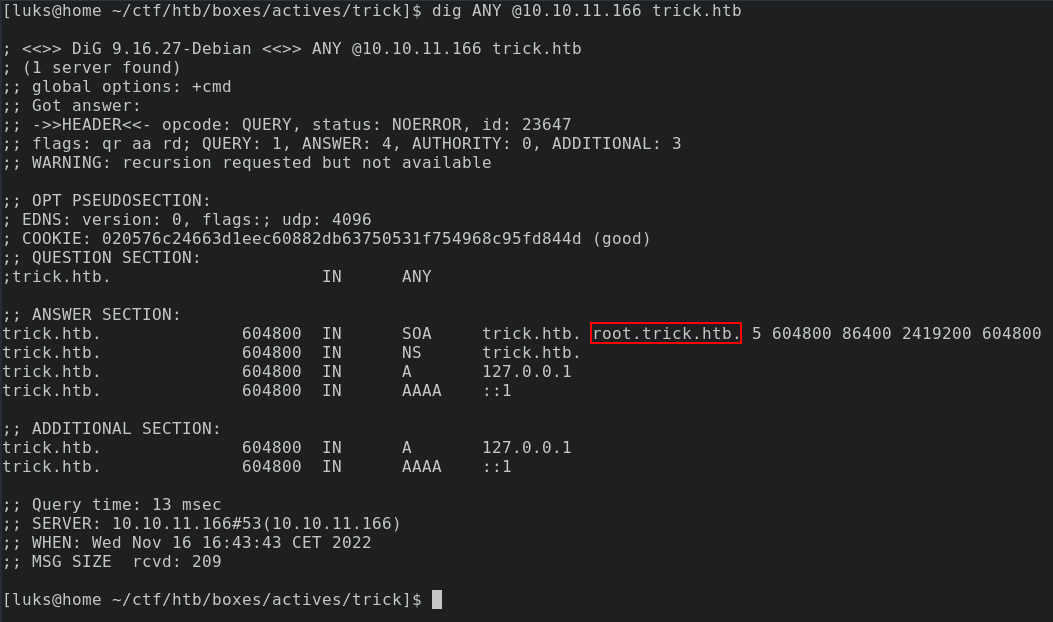 [luks@home ~/ctf/htb/boxes/actives/trick]$ dig ANY @10.10.11.166 trick.htb
; <<>> DiG 9.16.27-Debian <<>> ANY @10.10.11.166 trick.htb
; (1 server found)
;; global options: +cmd
;; Got answer:
;; ->>HEADER<<- opcode: QUERY, status: NOERROR, id: 23647
;; flags: qr aa rd; QUERY: 1, ANSWER: 4, AUTHORITY: 0, ADDITIONAL: 3
;; WARNING: recursion requested but not available
;; OPT PSEUDOSECTION:
; EDNS: version: 0, flags:; udp: 4096
; COOKIE: 020576c24663d1eec60882db63750531f754968c95fd844d (good)
;; QUESTION SECTION:
;trick.htb. IN ANY
;; ANSWER SECTION:
trick.htb. 604800 IN SOA trick.htb. root.trick.htb. 5 604800 86400 2419200 604800
trick.htb. 604800 IN NS trick.htb.
trick.htb. 604800 IN A 127.0.0.1
trick.htb. 604800 IN AAAA ::1
;; ADDITIONAL SECTION:
trick.htb. 604800 IN A 127.0.0.1
trick.htb. 604800 IN AAAA ::1
;; Query time: 13 msec
;; SERVER: 10.10.11.166#53(10.10.11.166)
;; WHEN: Wed Nov 16 16:43:43 CET 2022
;; MSG SIZE rcvd: 209
[luks@home ~/ctf/htb/boxes/actives/trick]$